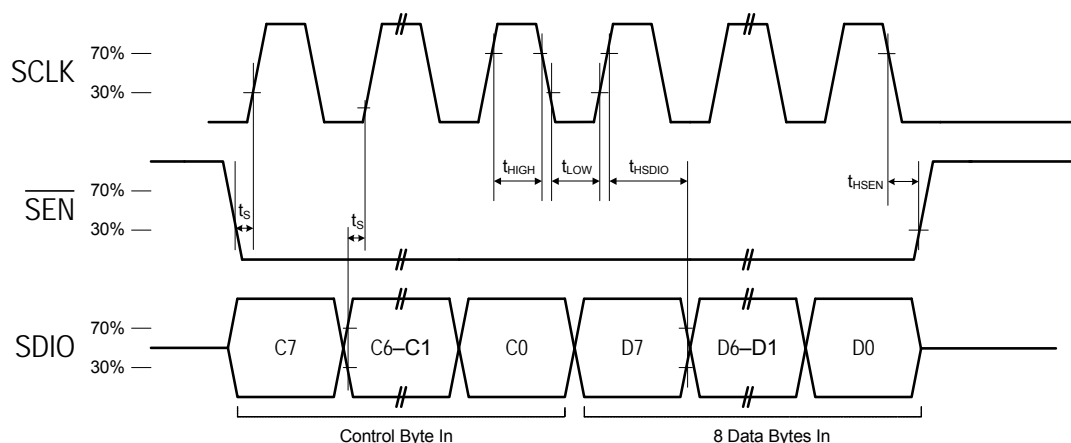 SCLK
70%
30%
SEN
70%
30%
tS
tS
tHIGH
tLOW
tHSDIO
tHSEN
SDIO
70%
30%
C7
C6–C1
C0
D7
D6–D1
D0
Control Byte In
8 Data Bytes In